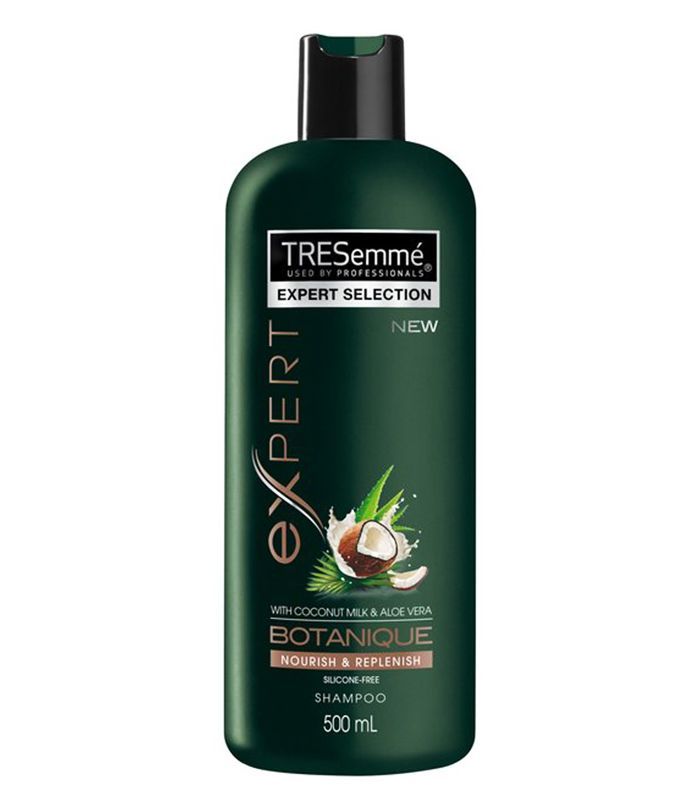 TRESemmé
USED BY PROFESSIONALS®
EXPERT SELECTION
NEW
eXPERT
WITH COCONUT MILK & ALOE VERA
BOTANIQUE
NOURISH & REPLENISH
SILICONE-FREE
SHAMPOO
500 mL